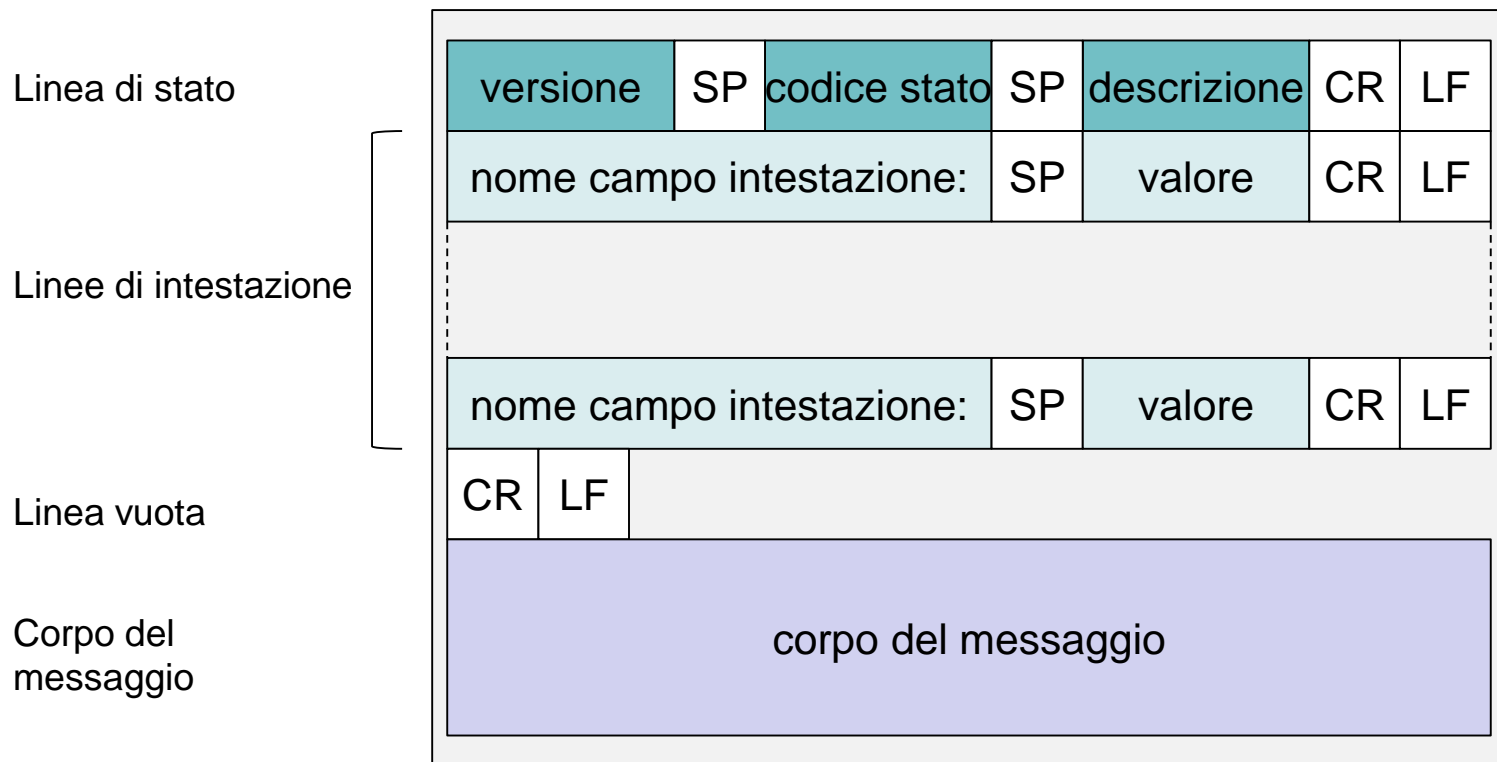 Linea di stato
versione SP codice stato SP descrizione CR LF
nome campo intestazione: SP valore CR LF
Linee di intestazione
nome campo intestazione: SP valore CR LF
Linea vuota
CR LF
Corpo del
messaggio
corpo del messaggio